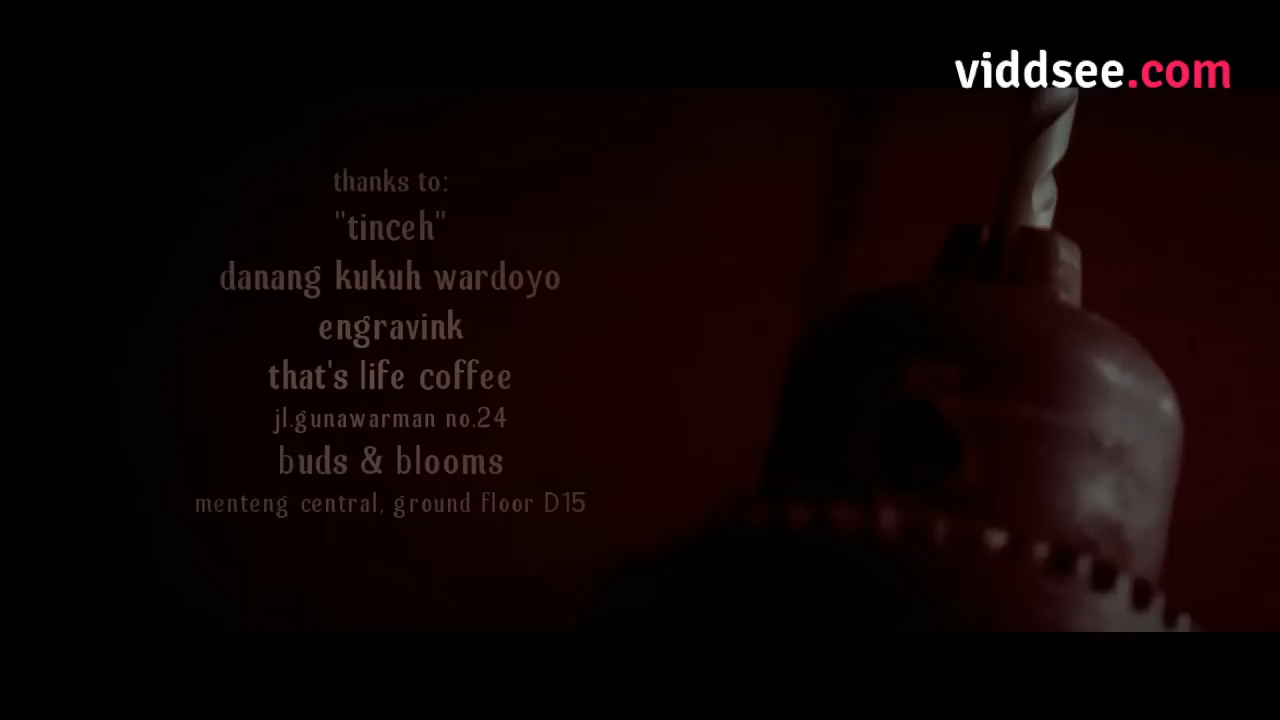 viddsee.com
thanks to:
"tinceh"
danang kukuh wardoyo
engravink
that's life coffee
jl.gunawarman no.24
buds & blooms
menteng central, ground floor D15